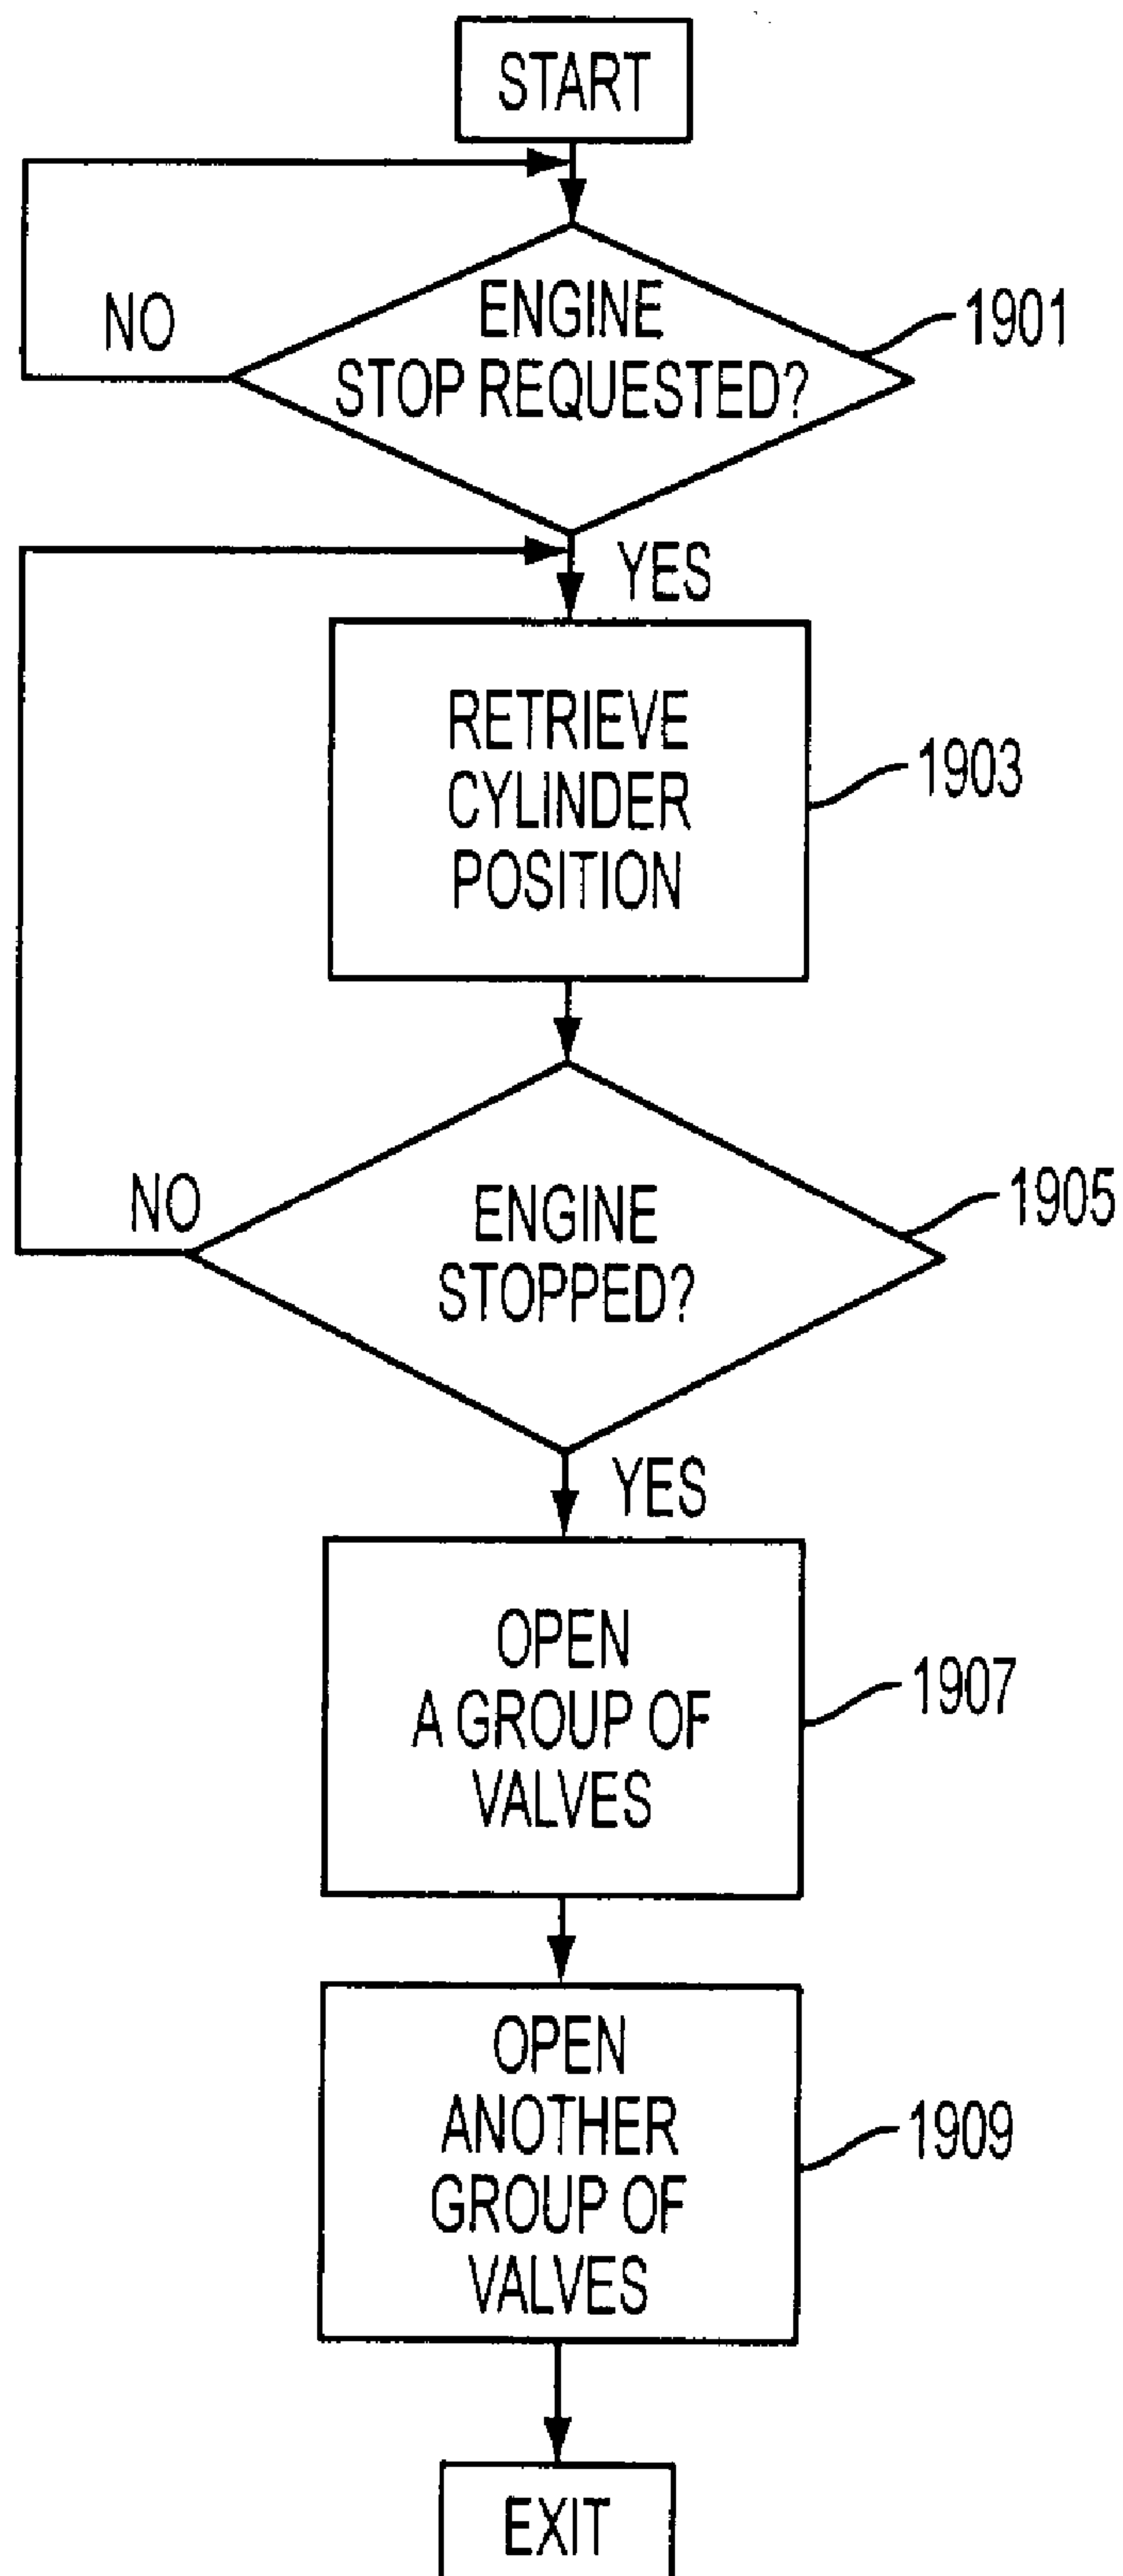 START
ENGINE
STOP REQUESTED?
NO
1901
YES
RETRIEVE
CYLINDER
POSITION
1903
ENGINE
STOPPED?
NO
1905
YES
OPEN
A GROUP OF
VALVES
1907
OPEN
ANOTHER
GROUP OF
VALVES
1909
EXIT